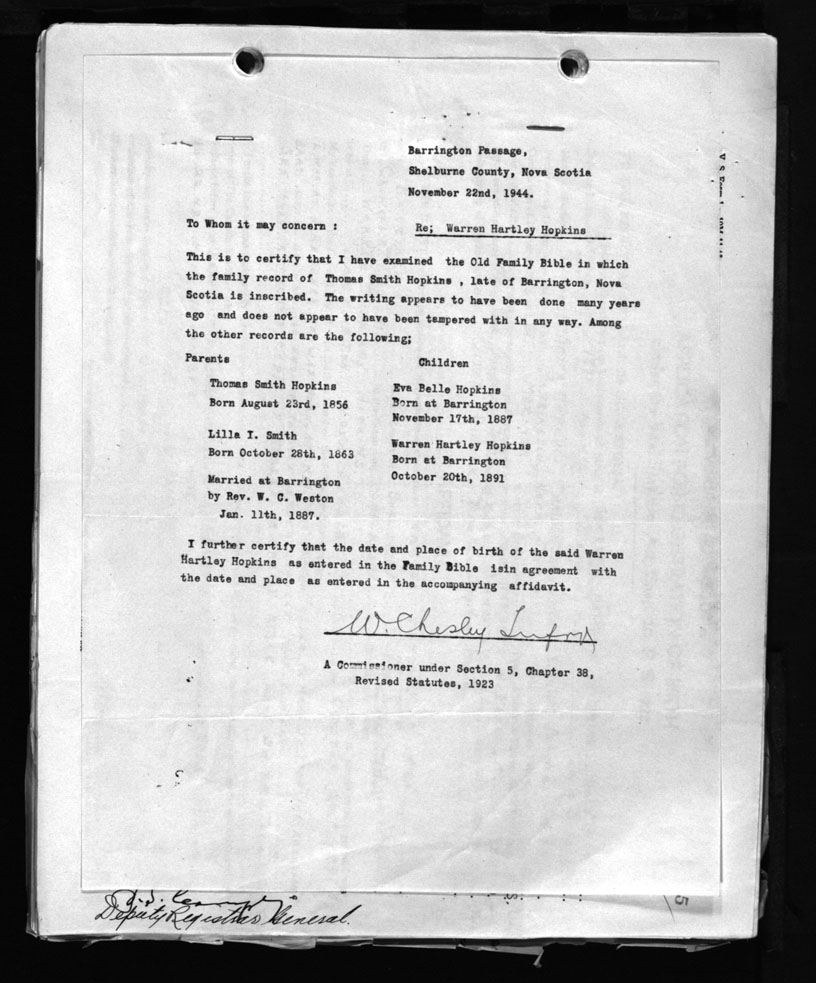 Barrington Passage,
Shelburne County, Nova Scotia
November 22nd, 1944.
To Whom it may concern :
Re; Warren Hartley Hopkins
This is to certify that I have examined the Old Family Bible in which
the family record of Thomas Smith Hopkins , late of Barrington, Nova
Scotia is inscribed. The writing appears to have been done many years
ago and does not appear to have been tampered with in any way. Among
the other records are the following;
Parents
Children
Thomas Smith Hopkins
Born August 23rd, 1856
Lilla I. Smith
Born October 28th, 1863
Married at Barrington
by Rev. W. C. Weston
Jan. 11th, 1887.
Eva Belle Hopkins
Born at Barrington
November 17th, 1887
Warren Hartley Hopkins
Born at Barrington
October 20th, 1891
I further certify that the date and place of birth of the said Warren
Hartley Hopkins as entered in the Family Bible isin agreement with
the date and place as entered in the accompanying affidavit.
W. Chesley
A Commissioner under Section 5, Chapter 38,
Revised Statutes, 1923
Deputy Registrar General.